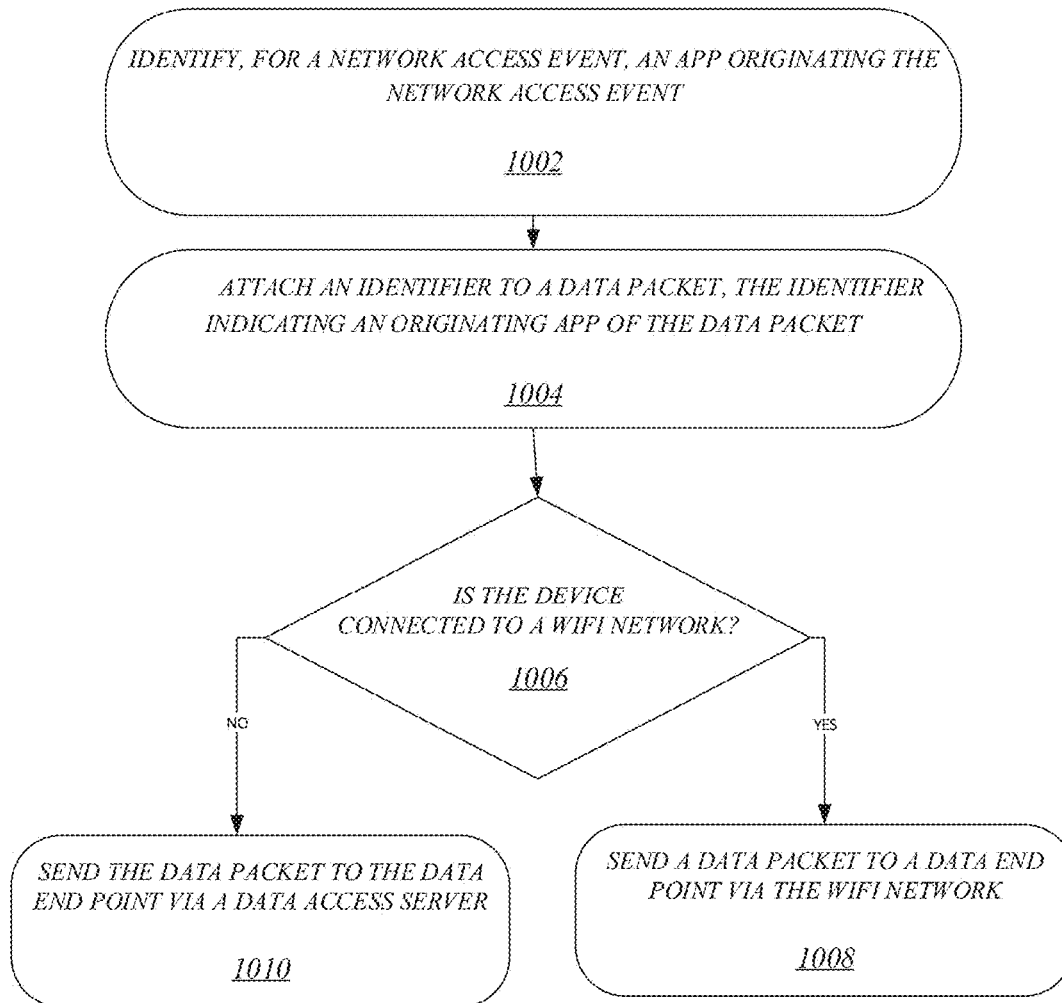 IDENTIFY, FOR A NETWORK ACCESS EVENT, AN APP ORIGINATING THE
NETWORK ACCESS EVENT
1002
ATTACH AN IDENTIFIER TO A DATA PACKET, THE IDENTIFIER
INDICATING AN ORIGINATING APP OF THE DATA PACKET
1004
IS THE DEVICE
CONNECTED TO A WIFI NETWORK?
1006
NO
YES
SEND THE DATA PACKET TO THE DATA
END POINT VIA A DATA ACCESS SERVER
1010
SEND A DATA PACKET TO A DATA END
POINT VIA THE WIFI NETWORK
1008